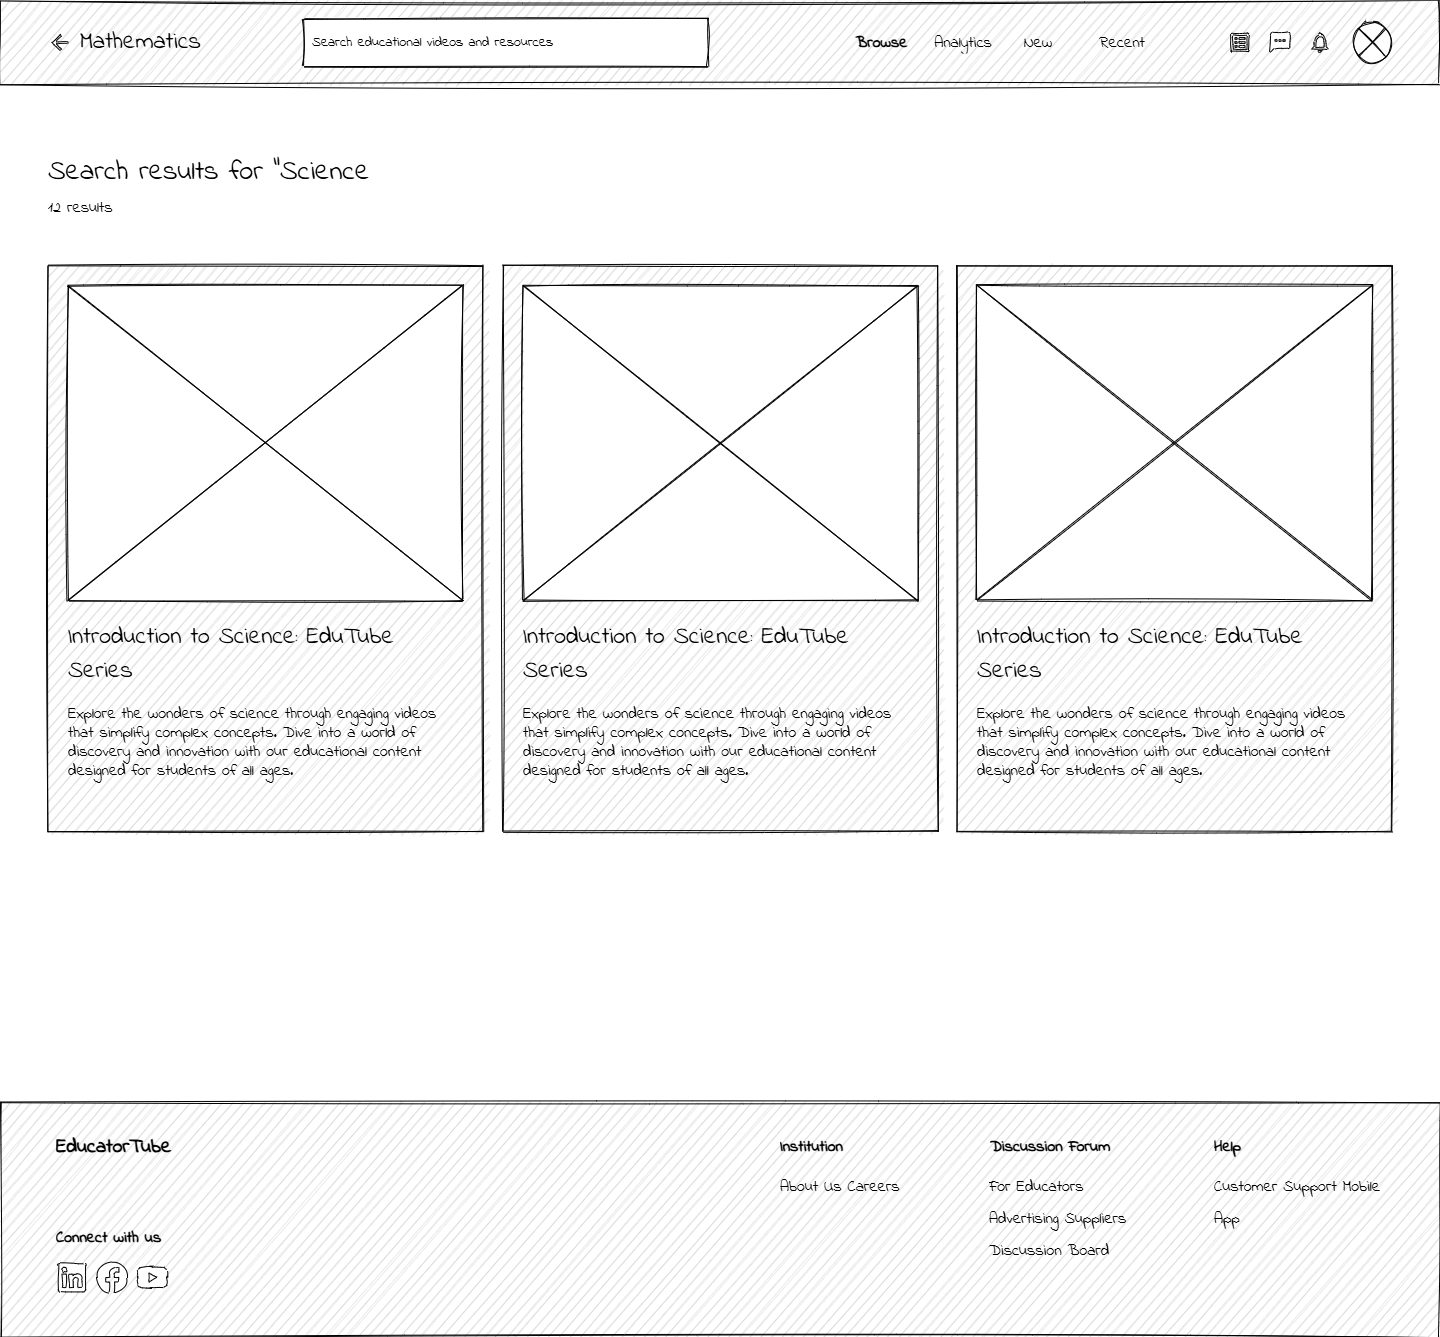 Mathematics
Search educational videos and resources
Browse
Analytics
New
Recent
Search results for "Science
12 results
Introduction to Science: EduTube
Series
Explore the wonders of science through engaging videos
that simplify complex concepts. Dive into a world of
discovery and innovation with our educational content
designed for students of all ages.
Introduction to Science: EduTube
Series
Explore the wonders of science through engaging videos
that simplify complex concepts. Dive into a world of
discovery and innovation with our educational content
designed for students of all ages.
Introduction to Science: EduTube
Series
Explore the wonders of science through engaging videos
that simplify complex concepts. Dive into a world of
discovery and innovation with our educational content
designed for students of all ages.
EducatorTube
Connect with us
in
f
Institution
About Us Careers
Discussion Forum
For Educators
Advertising Suppliers
Discussion Board
Help
Customer Support Mobile
App